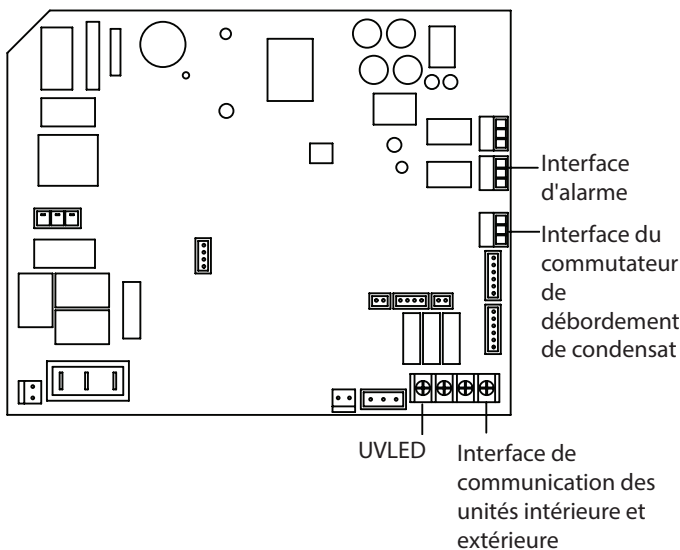 Interface
d'alarme
Interface du
commutateur
de
débordement
de condensat
UVLED
Interface de
communication des
unités intérieure et
extérieure